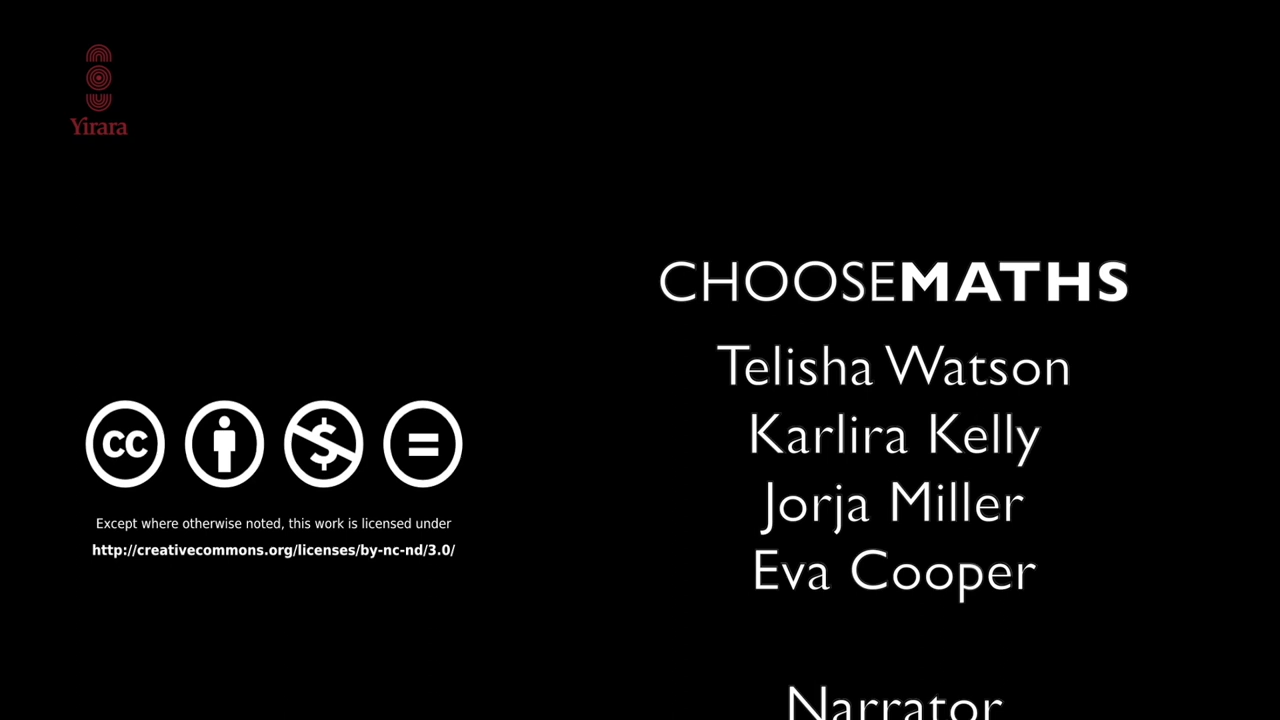 Yirara
CHOOSEMATHS
Telisha Watson
Karlira Kelly
Jorja Miller
Eva Cooper
Narrator
cc
$
=
Except where otherwise noted, this work is licensed under
http://creativecommons.org/licenses/by-nc-nd/3.0/